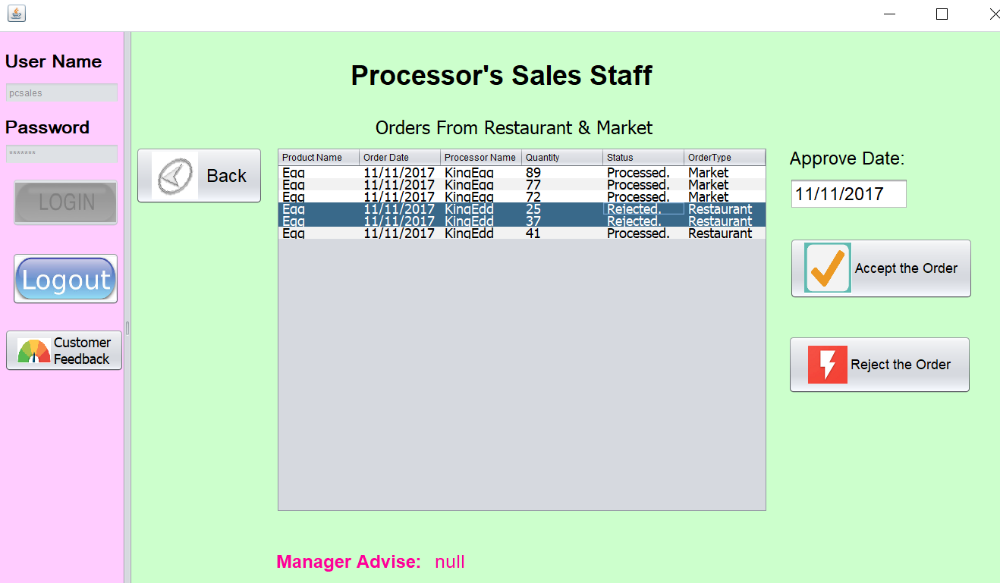 User Name
pcsales
Password
*******
LOGIN
Logout
Customer
Feedback
Processor's Sales Staff
Orders From Restaurant & Market
Back
Product Name Order Date Processor Name Quantity Status OrderType
Egg 11/11/2017 KingEgg 89 Processed. Market
Egg 11/11/2017 KingEgg 77 Processed. Market
Egg 11/11/2017 KingEgg 72 Processed. Market
Egg 11/11/2017 KingEdd 25 Rejected. Restaurant
Egg 11/11/2017 KingEdd 37 Rejected. Restaurant
Egg 11/11/2017 KingEdd 41 Processed. Restaurant
Approve Date:
11/11/2017
Accept the Order
Reject the Order
Manager Advise: null